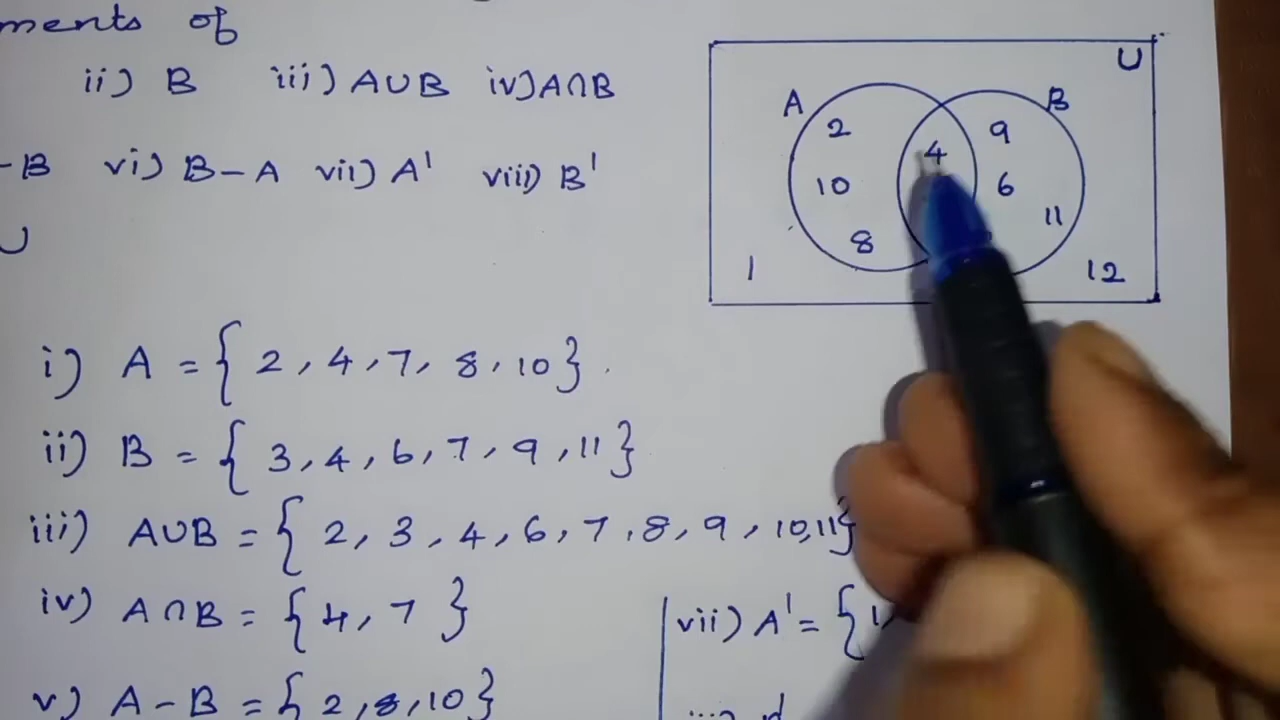 ments of
ii) B iii) A∪B iv) A∩B
-B vi) B-A vii) A' viii) B'
U
U
A B
2 4 9
10 6
11
8
1 12
i) A = { 2, 4, 7, 8, 10 }.
ii) B = { 3, 4, 6, 7, 9, 11 }
iii) A∪B = { 2, 3, 4, 6, 7, 8, 9, 10, 11 }
iv) A∩B = { 4, 7 }
vii) A' = { 1,
v) A - B = { 2, 8, 10 }